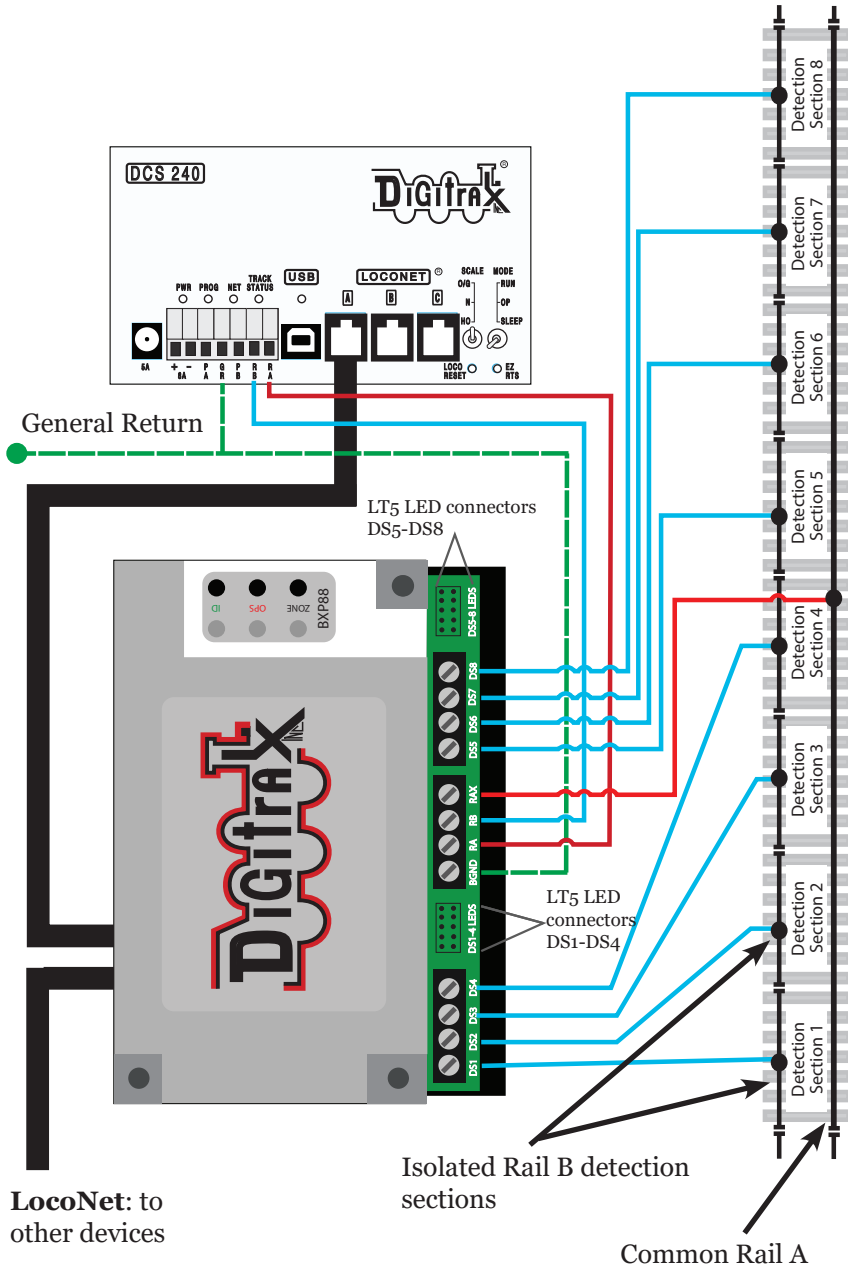 DCS 240
DIGITRAX INC. ®
PWR PROG NET TRACK STATUS
USB
LOCONET ®
A B C
SCALE
O/G
N
HO
MODE
RUN
OP
SLEEP
5A
+ - P A G R P B R B R A
8A
LOCO RESET
EZ RTS
General Return
LT5 LED connectors
DS5-DS8
ID
OPS
ZONE
BXP88
DIGITRAX INC.
DS5-8 LEDS
DS8
DS7
DS6
DS5
RAX
RB
RA
BGND
DS1-4 LEDS
DS4
DS3
DS2
DS1
LT5 LED
connectors
DS1-DS4
Detection
Section 8
Detection
Section 7
Detection
Section 6
Detection
Section 5
Detection
Section 4
Detection
Section 3
Detection
Section 2
Detection
Section 1
Isolated Rail B detection
sections
Common Rail A
LocoNet: to
other devices